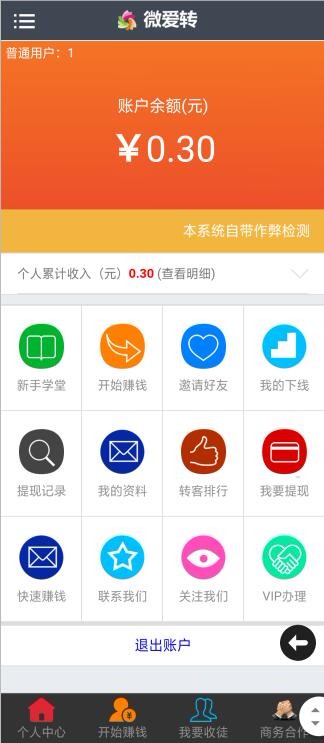 微爱转
普通用户：1
账户余额(元)
￥0.30
本系统自带作弊检测
个人累计收入（元）0.30 (查看明细)
新手学堂 开始赚钱 邀请好友 我的下线
提现记录 我的资料 转客排行 我要提现
快速赚钱 联系我们 关注我们 VIP办理
退出账户
个人中心 开始赚钱 我要收徒 商务合作